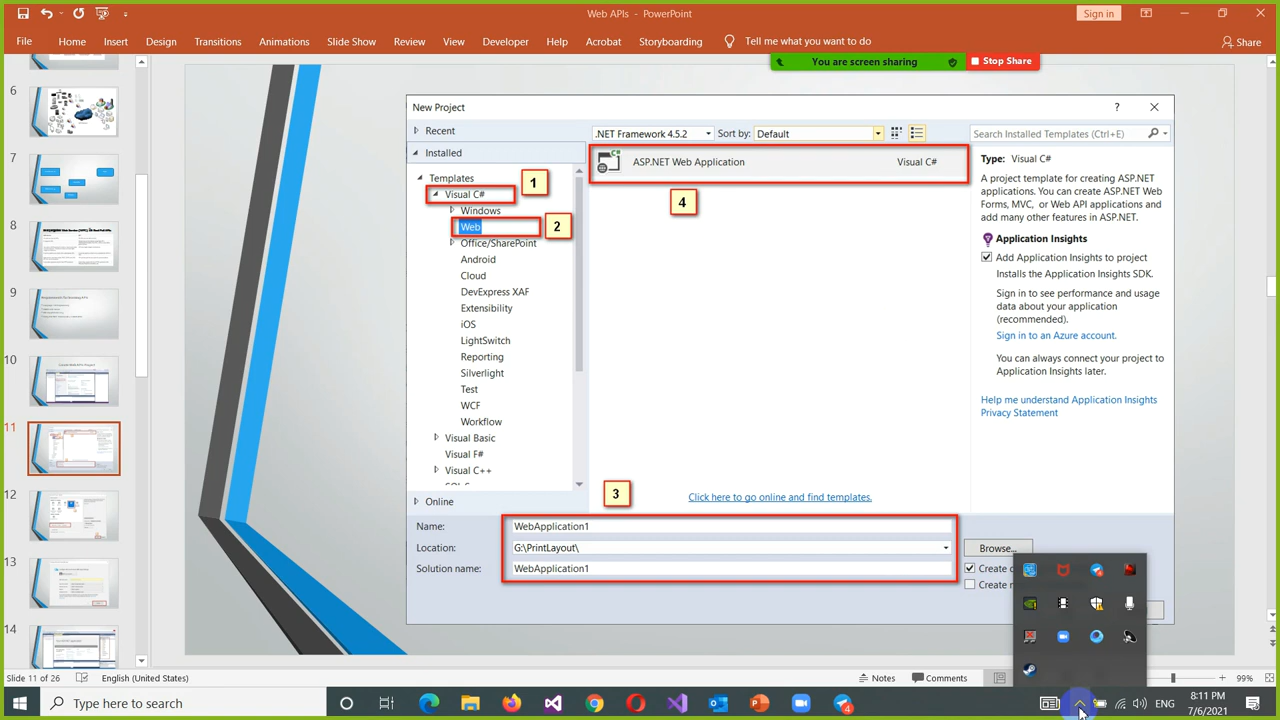 Web APIs - PowerPoint
Sign in
File Home Insert Design Transitions Animations Slide Show Review View Developer Help Acrobat Storyboarding Tell me what you want to do Share
You are screen sharing Stop Share
6
7
8
9
10
11
12
13
14
New Project
?
Recent
.NET Framework 4.5.2
Sort by:
Default
Search Installed Templates (Ctrl+E)
Installed
Templates
Visual C#
1
Windows
Web
2
Office/SharePoint
Android
Cloud
DevExpress XAF
Extensibility
iOS
LightSwitch
Reporting
Silverlight
Test
WCF
Workflow
Visual Basic
Visual F#
Visual C++
Online
ASP.NET Web Application
Visual C#
4
Type: Visual C#
A project template for creating ASP.NET
applications. You can create ASP.NET Web
Forms, MVC, or Web API applications and
add many other features in ASP.NET.
Application Insights
Add Application Insights to project
Installs the Application Insights SDK.
Sign in to see performance and usage
data about your application
(recommended).
Sign in to an Azure account.
You can always connect your project to
Application Insights later.
Help me understand Application Insights
Privacy Statement
3
Click here to go online and find templates.
Name:
WebApplication1
Location:
G:\PrintLayout\
Browse...
Solution name:
WebApplication1
Create
Create
Slide 11 of 26
English (United States)
Notes
Comments
99%
Type here to search
4
ENG
8:11 PM
7/6/2021